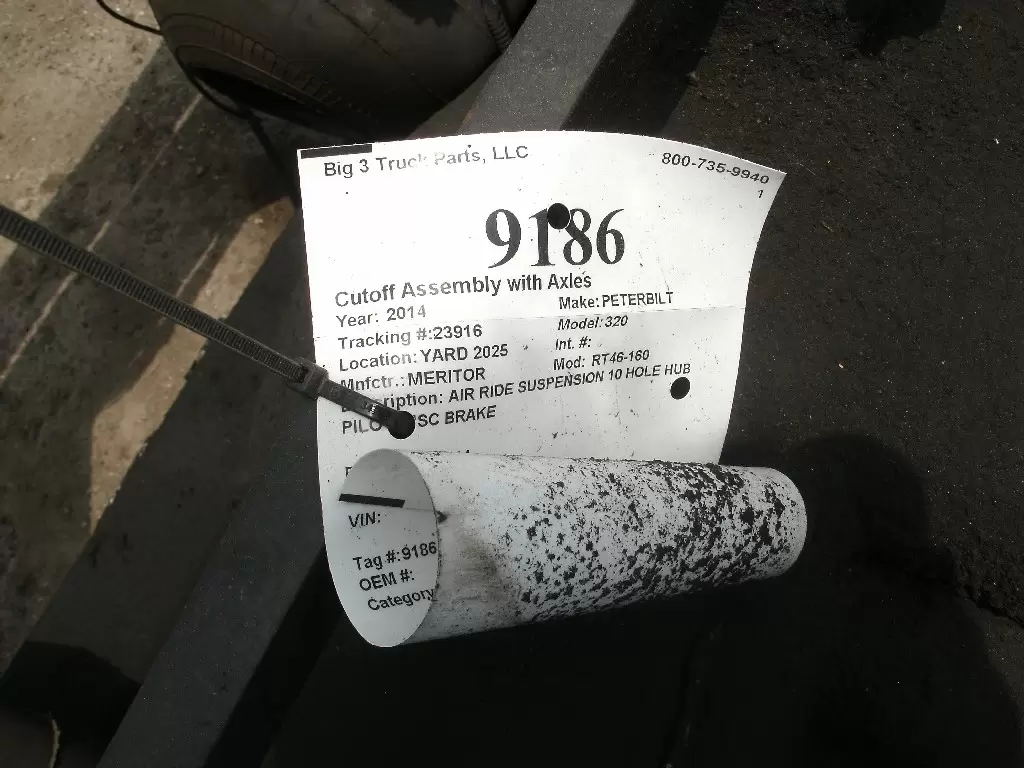 Big 3 Truck Parts, LLC 800-735-9940
1
9186
Cutoff Assembly with Axles
Year: 2014 Make: PETERBILT
Tracking #:23916 Model: 320
Location: YARD 2025 Int. #:
Mnfctr.: MERITOR Mod: RT46-160
ription: AIR RIDE SUSPENSION 10 HOLE HUB
PILO SC BRAKE
VIN:
Tag #:9186
OEM #:
Category